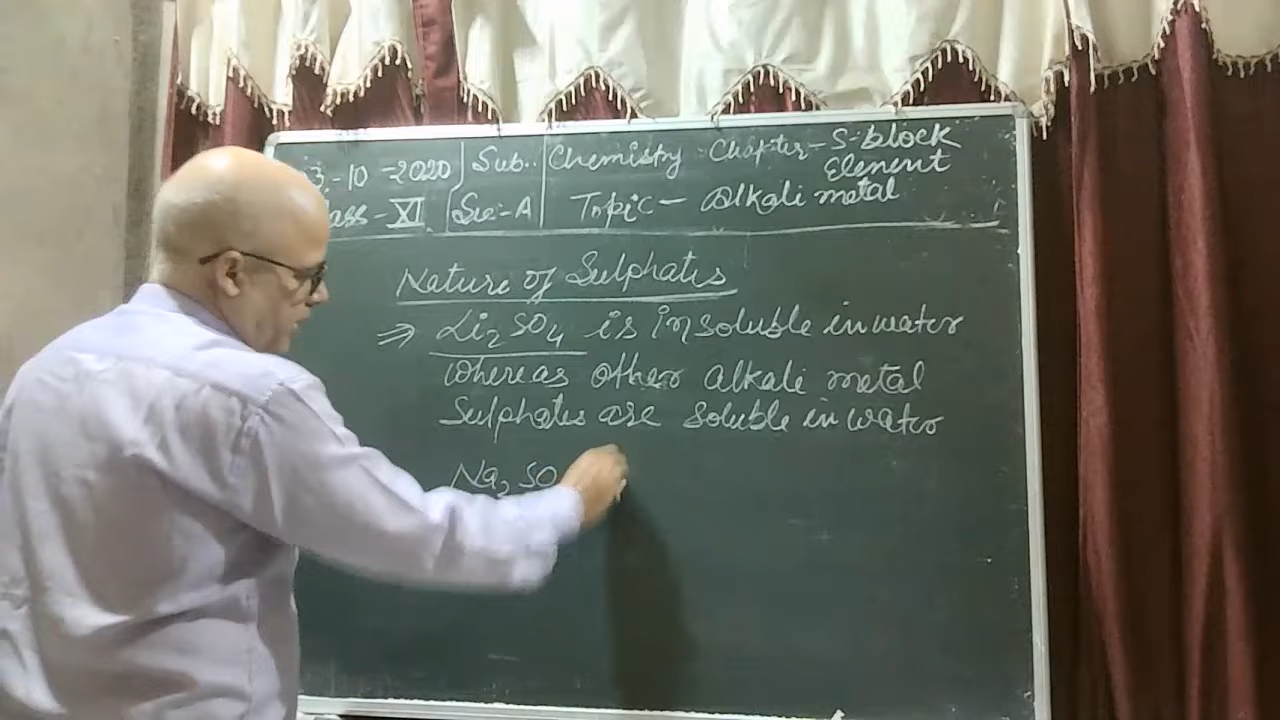 3.-10-2020 Sub.. Chemistry Chapter-S-block Element
ass-XI Sec-A Topic-Alkali metal
Nature of Sulphates
⇒ Li₂SO₄ is insoluble in water
whereas other alkali metal
Sulphates are soluble in water
Na₂SO